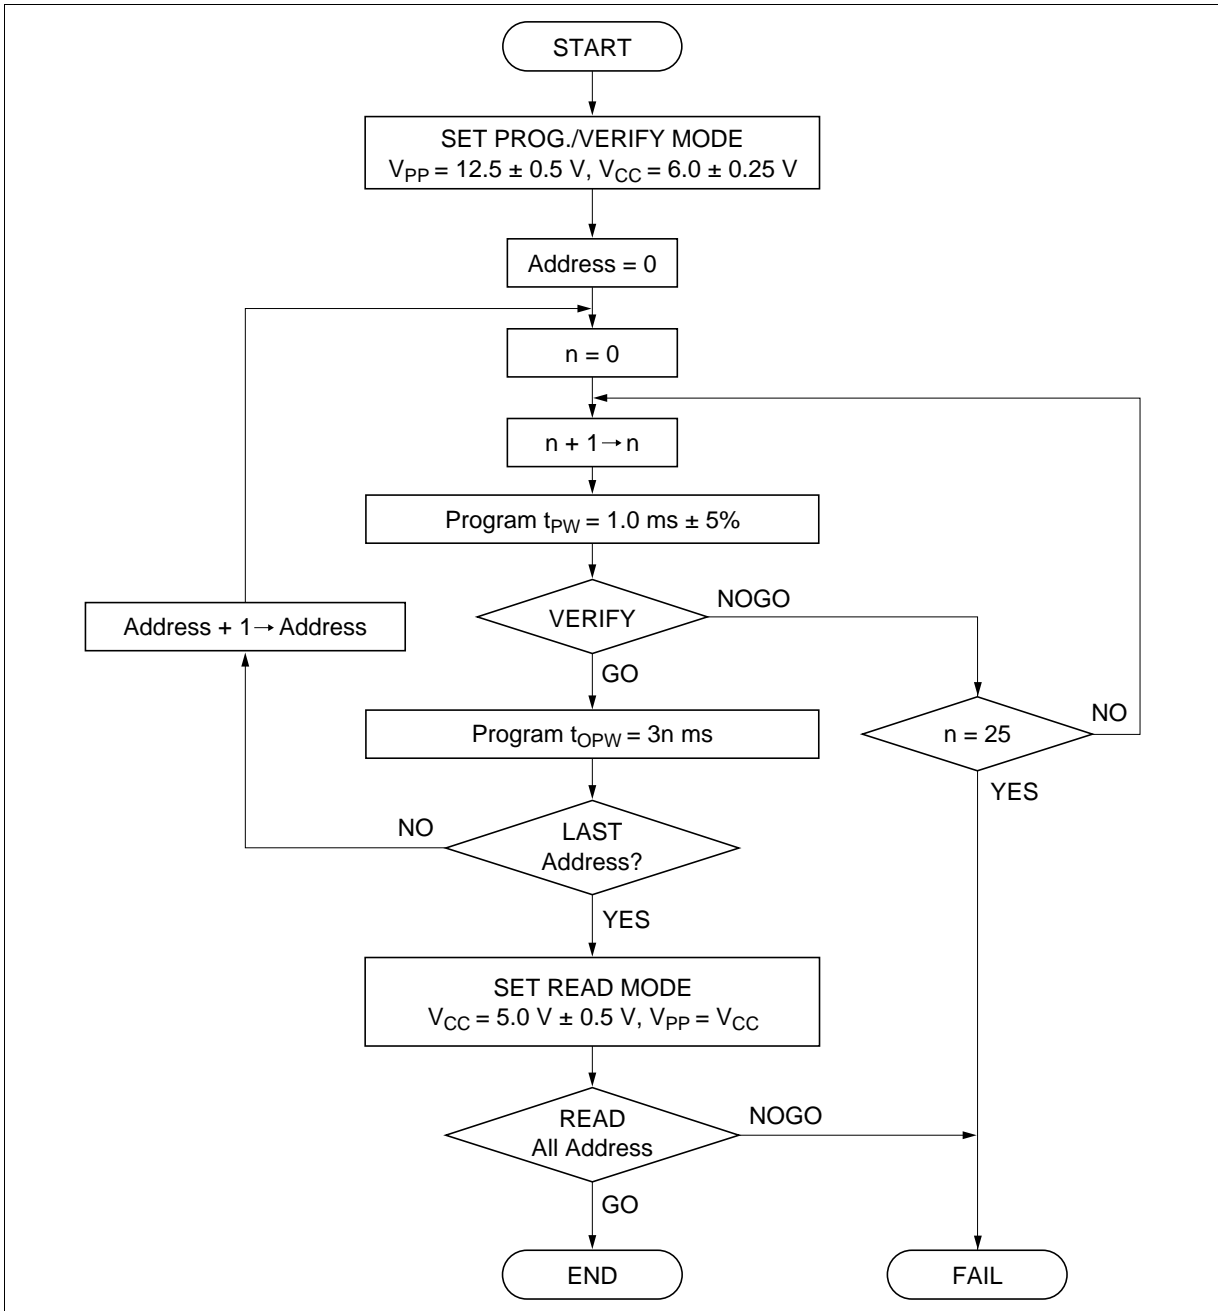 START
SET PROG./VERIFY MODE
VPP = 12.5 ± 0.5 V, VCC = 6.0 ± 0.25 V
Address = 0
n = 0
n + 1 → n
Program tPW = 1.0 ms ± 5%
VERIFY
NOGO
Address + 1 → Address
GO
n = 25
NO
Program tOPW = 3n ms
YES
NO
LAST
Address?
YES
SET READ MODE
VCC = 5.0 V ± 0.5 V, VPP = VCC
READ
All Address
NOGO
GO
END
FAIL